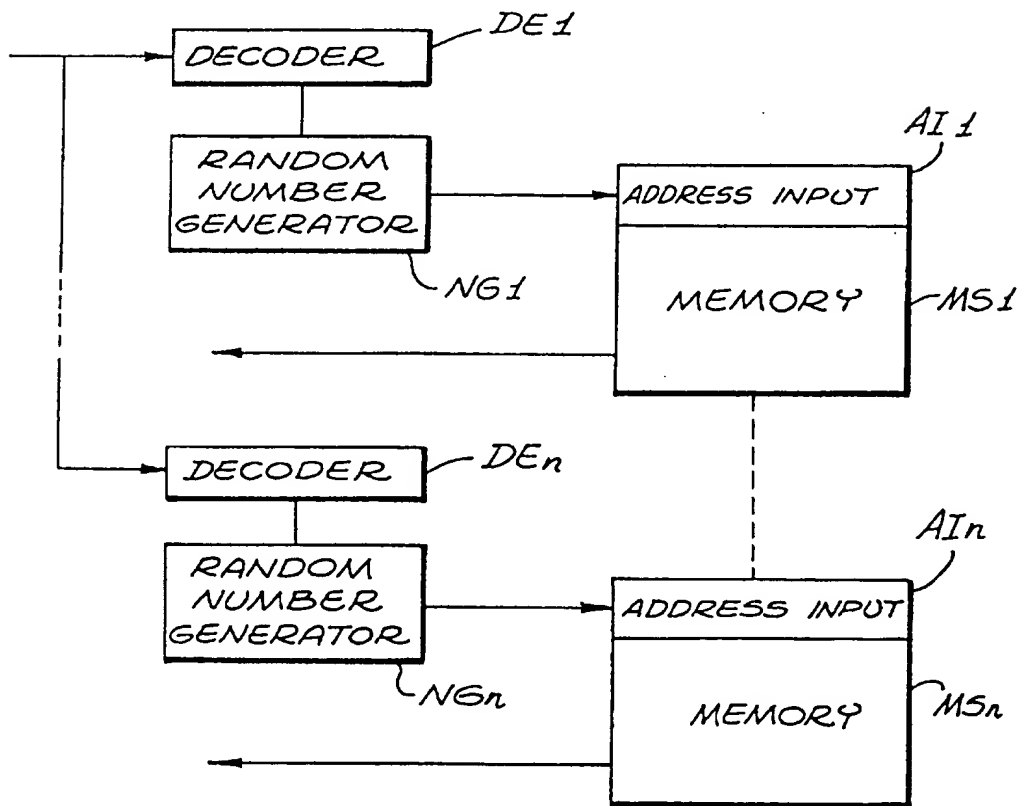 DE1
DECODER
AI1
RANDOM
NUMBER
GENERATOR
ADDRESS INPUT
NG1
MEMORY
MS1
DECODER
DEn
AIn
RANDOM
NUMBER
GENERATOR
ADDRESS INPUT
NGn
MEMORY
MSn